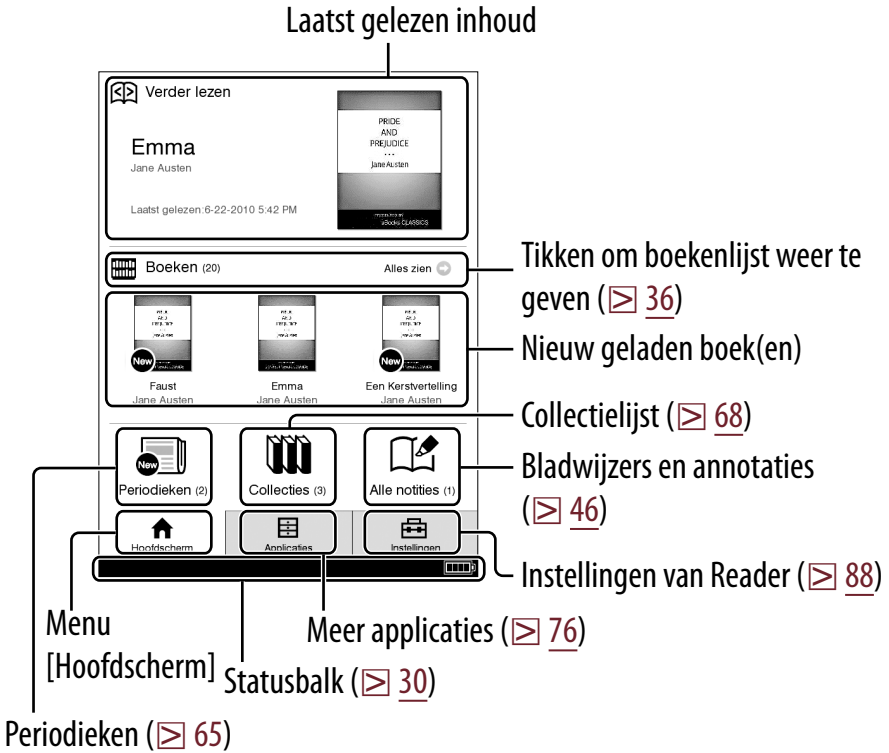 Laatst gelezen inhoud
Verder lezen
Emma
Jane Austen
Laatst gelezen:6-22-2010 5:42 PM
PRIDE
AND
PREJUDICE
...
Jane Austen
eBooks CLASSICS
Boeken (20)
Alles zien
Tikken om boekenlijst weer te
geven ( 36)
New
Faust
Jane Austen
Emma
Jane Austen
New
Een Kerstvertelling
Jane Austen
Nieuw geladen boek(en)
Collectielijst ( 68)
New
Periodieken (2)
Collecties (3)
Alle notities (1)
Bladwijzers en annotaties
( 46)
Hoofdscherm
Applicaties
Instellingen
Instellingen van Reader ( 88)
Menu
[Hoofdscherm]
Meer applicaties ( 76)
Statusbalk ( 30)
Periodieken ( 65)